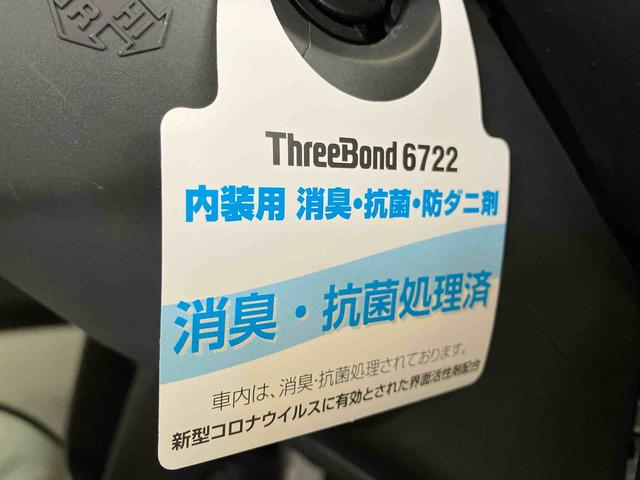 ThreeBond 6722
内装用 消臭・抗菌・防ダニ剤
消臭・抗菌処理済
車内は、消臭・抗菌処理されております。
新型コロナウイルスに有効とされた界面活性剤配合